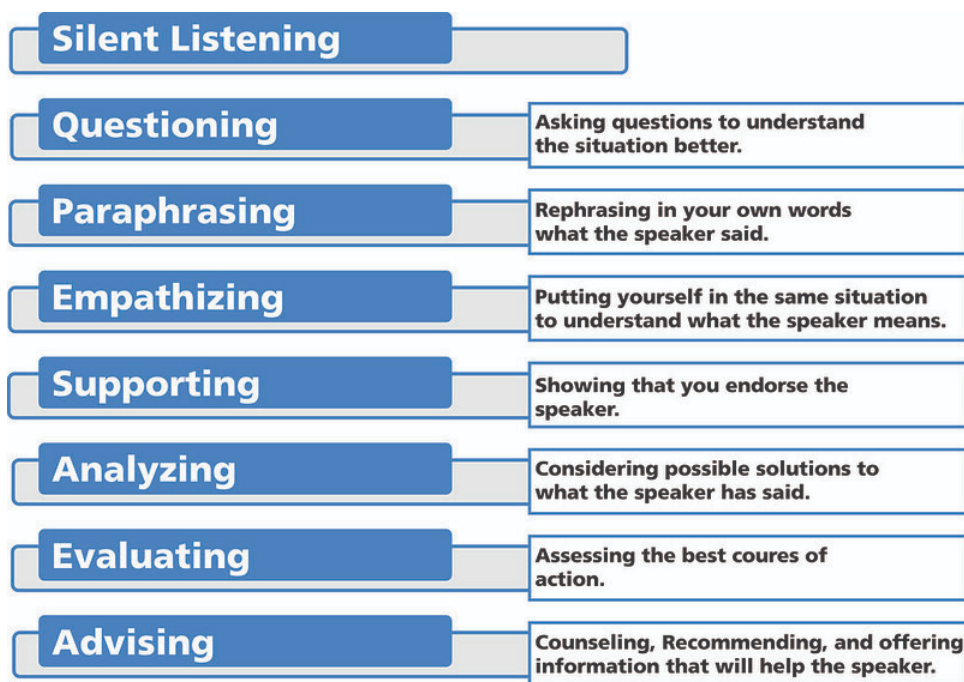 Silent Listening
Questioning
Asking questions to understand
the situation better.
Paraphrasing
Rephrasing in your own words
what the speaker said.
Empathizing
Putting yourself in the same situation
to understand what the speaker means.
Supporting
Showing that you endorse the
speaker.
Analyzing
Considering possible solutions to
what the speaker has said.
Evaluating
Assessing the best coures of
action.
Advising
Counseling, Recommending, and offering
information that will help the speaker.